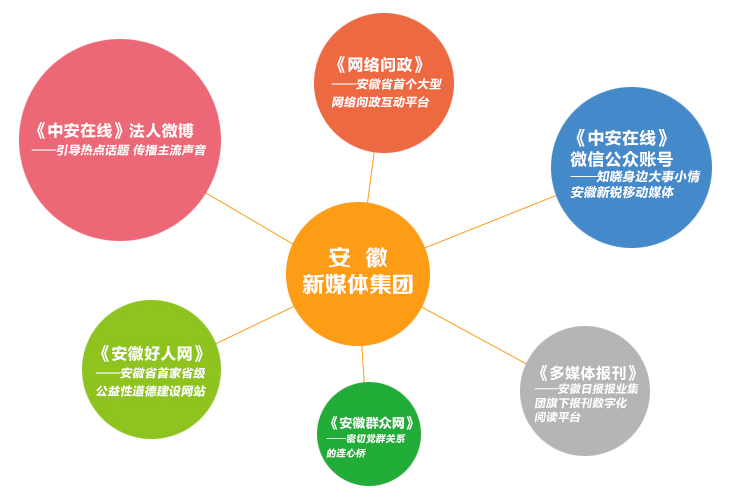 《网络问政》
——安徽省首个大型
网络问政互动平台
《中安在线》法人微博
——引导热点话题 传播主流声音
《中安在线》
微信公众账号
——知晓身边大事小情
安徽新锐移动媒体
安 徽
新媒体集团
《安徽好人网》
——安徽省首家省级
公益性道德建设网站
《多媒体报刊》
——安徽日报报业集
团旗下报刊数字化
阅读平台
《安徽群众网》
——密切党群关系
的连心桥